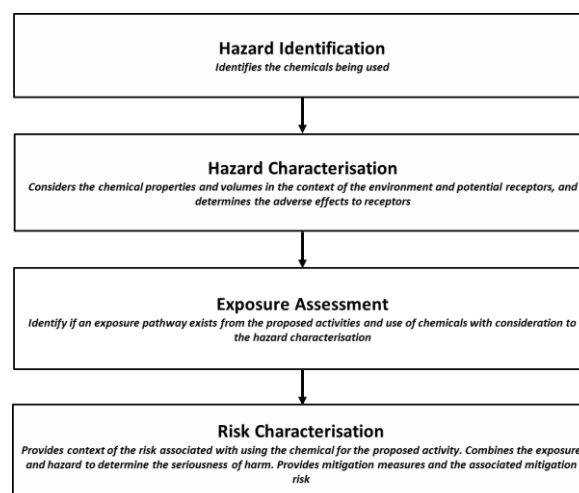 Hazard Identification
Identifies the chemicals being used
Hazard Characterisation
Considers the chemical properties and volumes in the context of the environment and potential receptors, and
determines the adverse effects to receptors
Exposure Assessment
Identify if an exposure pathway exists from the proposed activities and use of chemicals with consideration to
the hazard characterisation
Risk Characterisation
Provides context of the risk associated with using the chemical for the proposed activity. Combines the exposure
and hazard to determine the seriousness of harm. Provides mitigation measures and the associated mitigation
risk